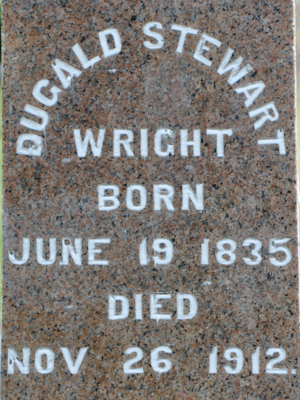 DUGALD STEWART
WRIGHT
BORN
JUNE 19 1835
DIED
NOV 26 1912.